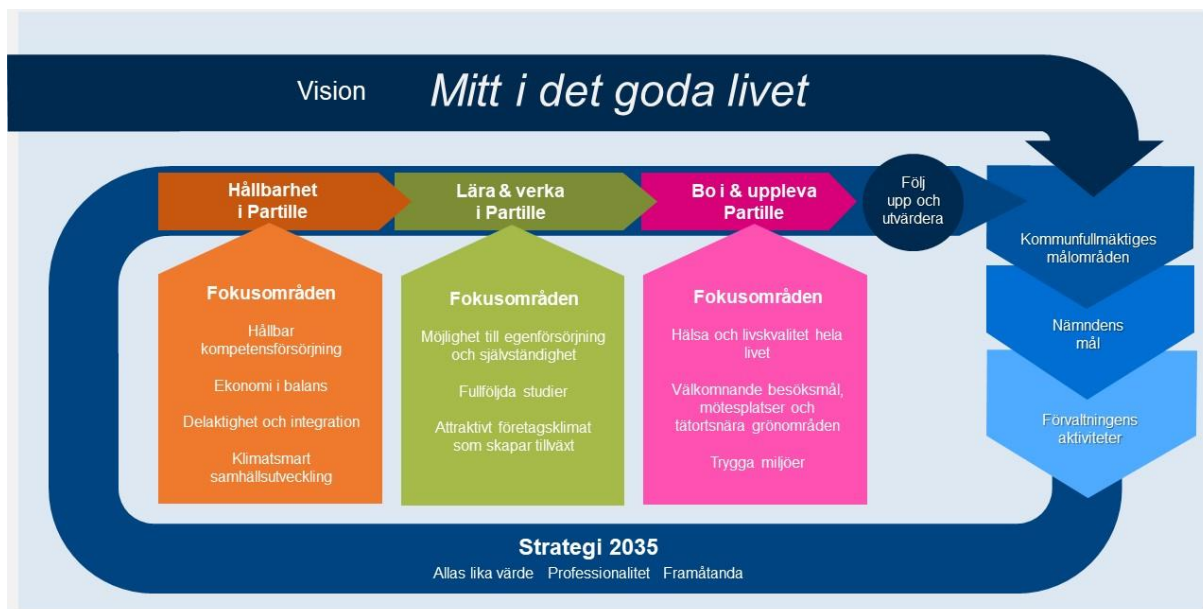 Vision
Mitt i det goda livet
Hållbarhet
i Partille
Lära & verka
i Partille
Bo i & uppleva
Partille
Följ
upp och
utvärdera
Kommunfullmäktiges
målområden
Nämndens
mål
Förvaltningens
aktiviteter
Fokusområden
Hållbar
kompetensförsörjning
Ekonomi i balans
Delaktighet och integration
Klimatsmart
samhällsutveckling
Fokusområden
Möjlighet till egenförsörjning
och självständighet
Fullföljda studier
Attraktivt företagsklimat
som skapar tillväxt
Fokusområden
Hälsa och livskvalitet hela
livet
Välkomnande besöksmål,
mötesplatser och
tätortsnära grönområden
Trygga miljöer
Strategi 2035
Allas lika värde Professionalitet Framåtanda